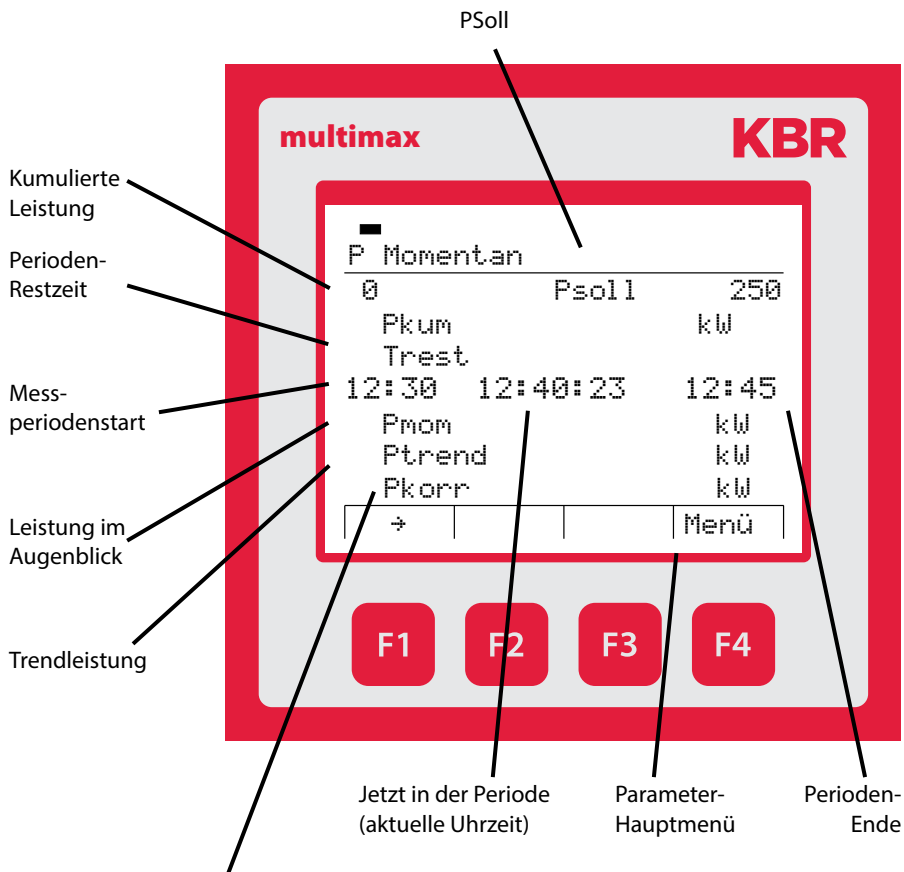 PSoll
multimax KBR
Kumulierte
Leistung
P Momentan
Perioden-
Restzeit
0 Psoll 250
Pkum kW
Trest
Mess-
periodenstart
12:30 12:40:23 12:45
Pmom kW
Ptrend kW
Pkorr kW
Leistung im
Augenblick
→ Menü
Trendleistung
F1 F2 F3 F4
Jetzt in der Periode
(aktuelle Uhrzeit)
Parameter-
Hauptmenü
Perioden-
Ende